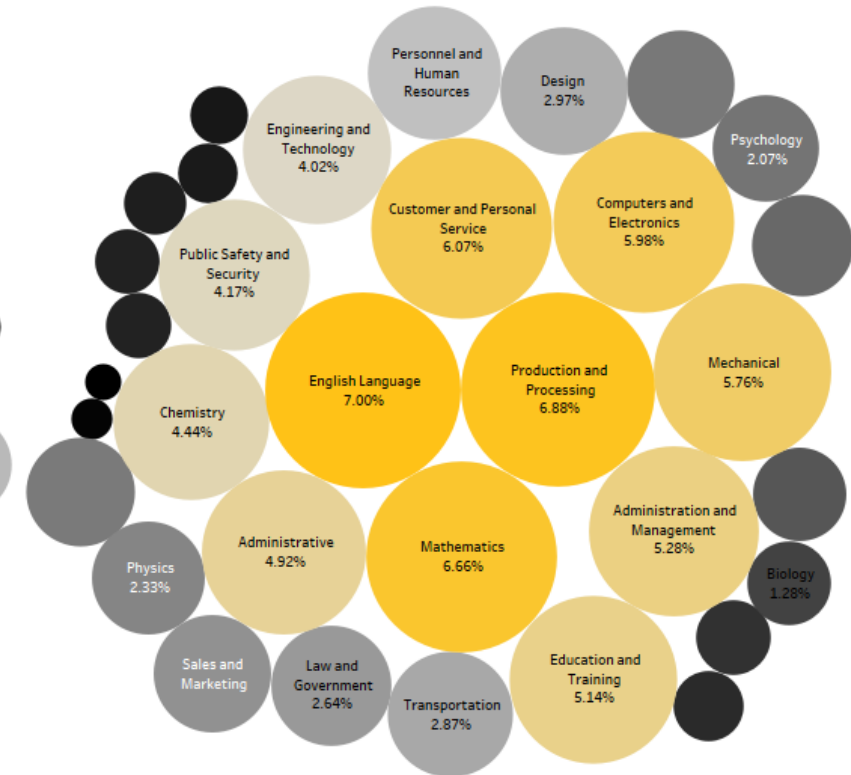 Personnel and
Human
Resources
Design
2.97%
Psychology
2.07%
Engineering and
Technology
4.02%
Customer and Personal
Service
6.07%
Computers and
Electronics
5.98%
Public Safety and
Security
4.17%
Mechanical
5.76%
English Language
7.00%
Production and
Processing
6.88%
Chemistry
4.44%
Administrative
4.92%
Mathematics
6.66%
Administration and
Management
5.28%
Biology
1.28%
Physics
2.33%
Sales and
Marketing
Law and
Government
2.64%
Transportation
2.87%
Education and
Training
5.14%